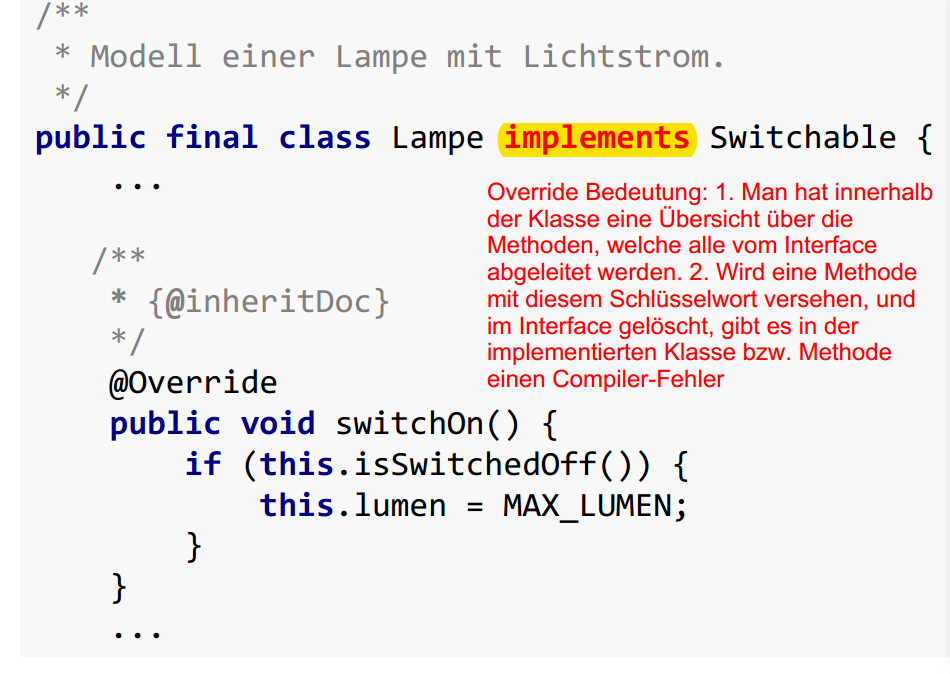 /**
 * Modell einer Lampe mit Lichtstrom.
 */
public final class Lampe implements Switchable {
    ...
Override Bedeutung: 1. Man hat innerhalb
der Klasse eine Übersicht über die
Methoden, welche alle vom Interface
abgeleitet werden. 2. Wird eine Methode
mit diesem Schlüsselwort versehen, und
im Interface gelöscht, gibt es in der
implementierten Klasse bzw. Methode
einen Compiler-Fehler
   /**
    * {@inheritDoc}
    */
    @Override
    public void switchOn() {
        if (this.isSwitchedOff()) {
            this.lumen = MAX_LUMEN;
        }
    }
    ...